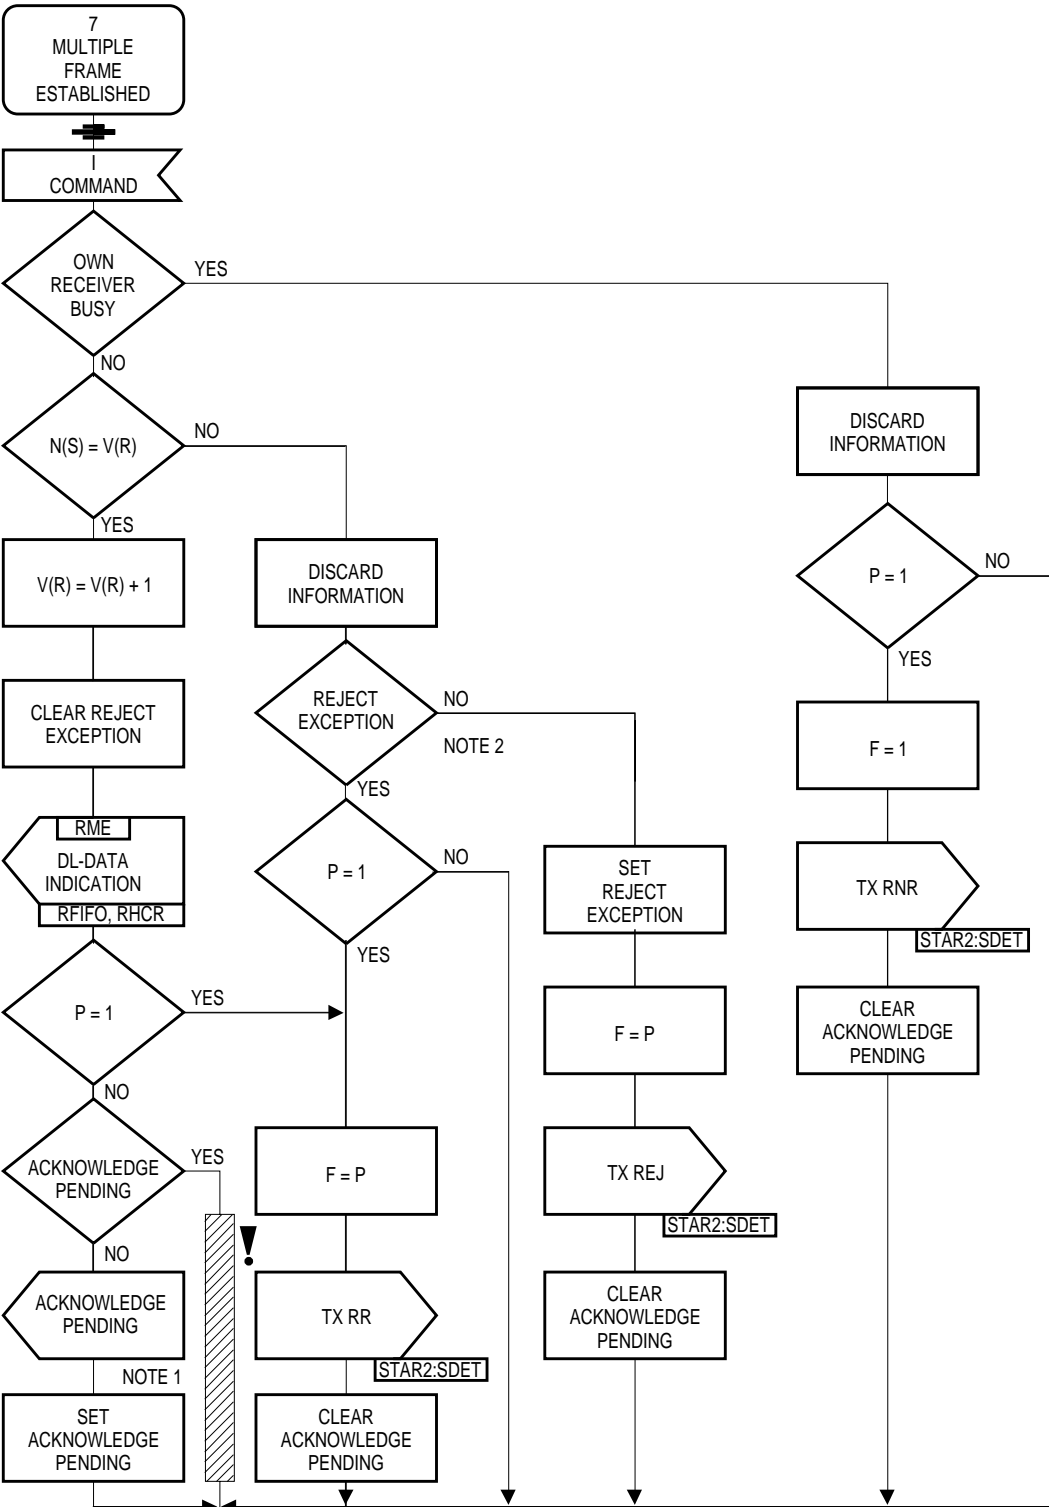 7
MULTIPLE
FRAME
ESTABLISHED
I
COMMAND
OWN
RECEIVER
BUSY
YES
NO
N(S) = V(R)
NO
YES
DISCARD
INFORMATION
P = 1
NO
YES
V(R) = V(R) + 1
DISCARD
INFORMATION
CLEAR REJECT
EXCEPTION
REJECT
EXCEPTION
NO
NOTE 2
YES
F = 1
RME
DL-DATA
INDICATION
RFIFO, RHCR
P = 1
NO
YES
SET
REJECT
EXCEPTION
TX RNR
STAR2:SDET
P = 1
YES
NO
F = P
CLEAR
ACKNOWLEDGE
PENDING
ACKNOWLEDGE
PENDING
YES
NO
F = P
TX REJ
STAR2:SDET
!
ACKNOWLEDGE
PENDING
NOTE 1
TX RR
STAR2:SDET
CLEAR
ACKNOWLEDGE
PENDING
SET
ACKNOWLEDGE
PENDING
CLEAR
ACKNOWLEDGE
PENDING